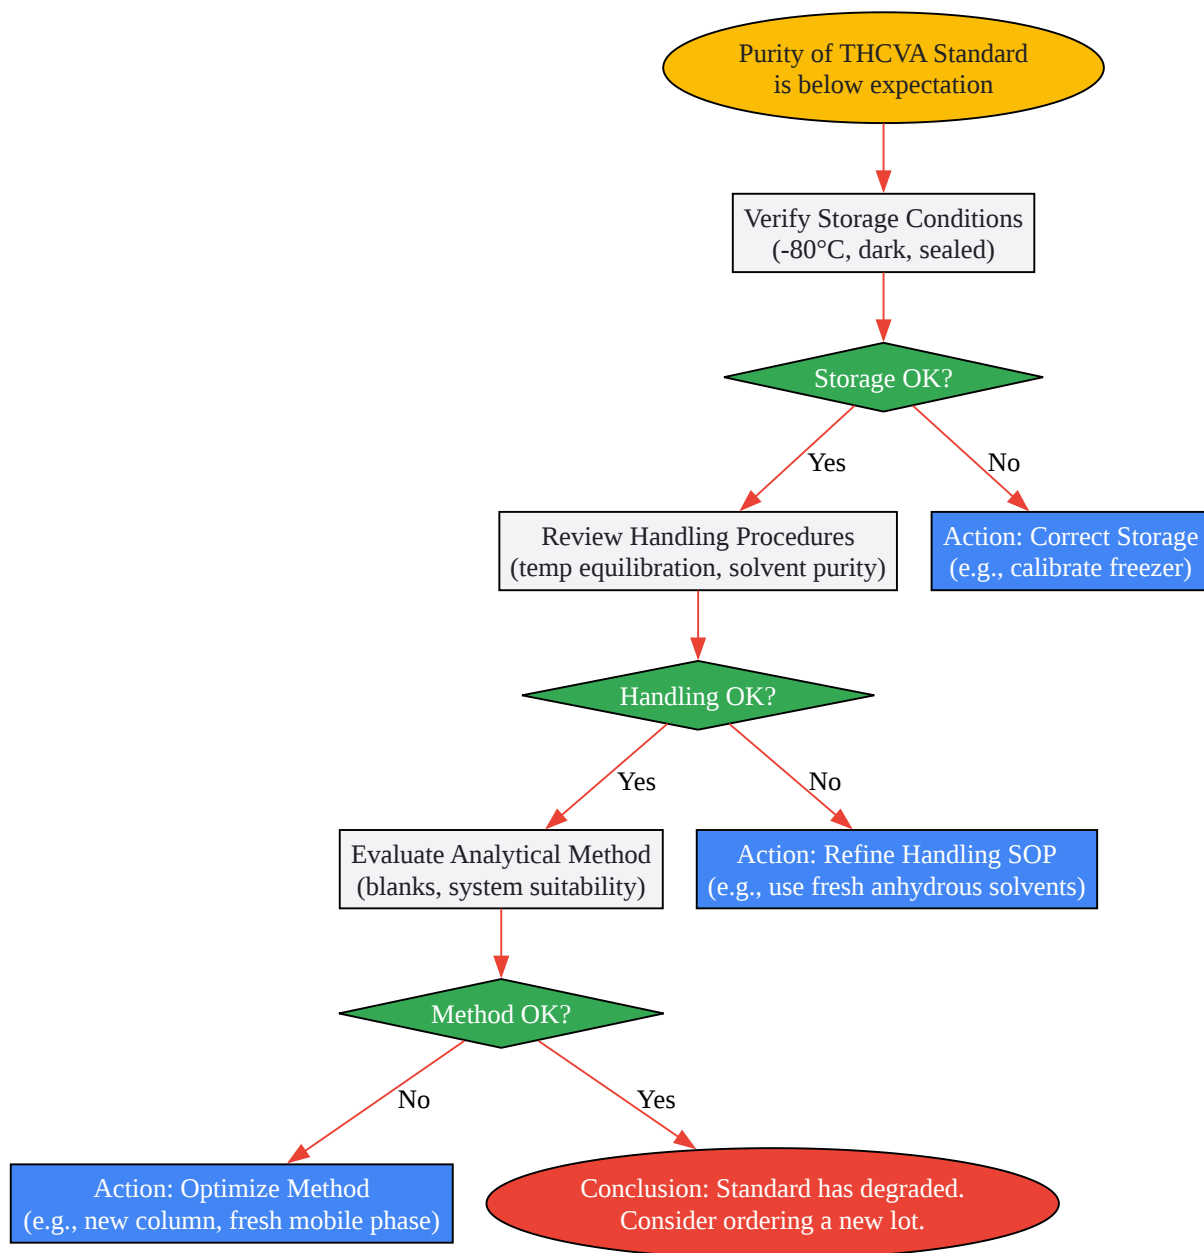 Purity of THCVA Standard
is below expectation
Verify Storage Conditions
(-80°C, dark, sealed)
Storage OK?
Yes
No
Review Handling Procedures
(temp equilibration, solvent purity)
Action: Correct Storage
(e.g., calibrate freezer)
Handling OK?
Yes
No
Evaluate Analytical Method
(blanks, system suitability)
Action: Refine Handling SOP
(e.g., use fresh anhydrous solvents)
Method OK?
No
Yes
Action: Optimize Method
(e.g., new column, fresh mobile phase)
Conclusion: Standard has degraded.
Consider ordering a new lot.